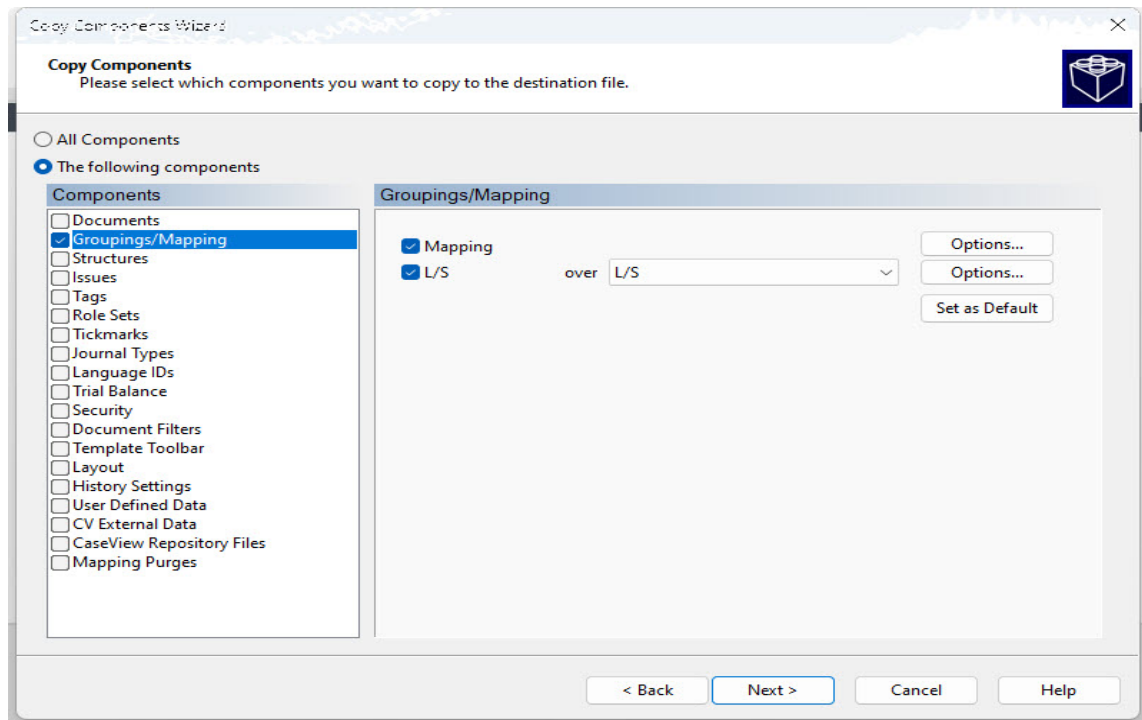 Copy Components Wizard
Copy Components
Please select which components you want to copy to the destination file.
All Components
The following components
Components
Documents
Groupings/Mapping
Structures
Issues
Tags
Role Sets
Tickmarks
Journal Types
Language IDs
Trial Balance
Security
Document Filters
Template Toolbar
Layout
History Settings
User Defined Data
CV External Data
CaseView Repository Files
Mapping Purges
Groupings/Mapping
Mapping Options...
L/S over L/S Options...
Set as Default
< Back Next > Cancel Help